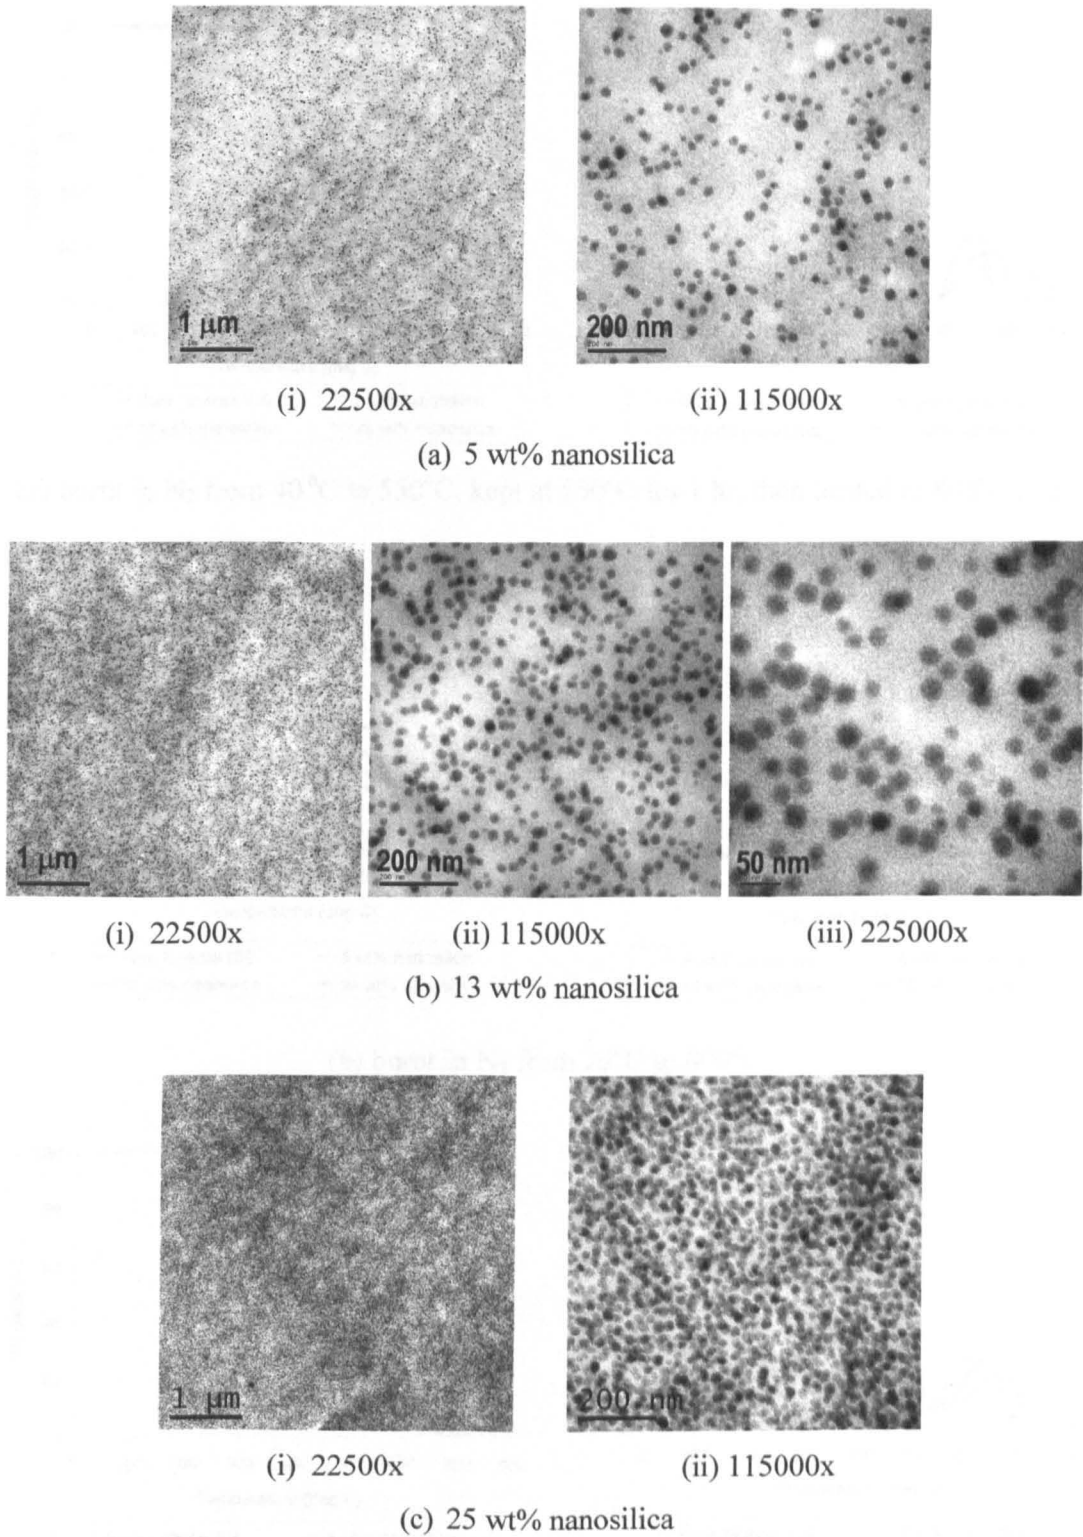 1 μm
200 nm
(i) 22500x
(ii) 115000x
(a) 5 wt% nanosilica
1 μm
200 nm
50 nm
(i) 22500x
(ii) 115000x
(iii) 225000x
(b) 13 wt% nanosilica
1 μm
200 nm
(i) 22500x
(ii) 115000x
(c) 25 wt% nanosilica